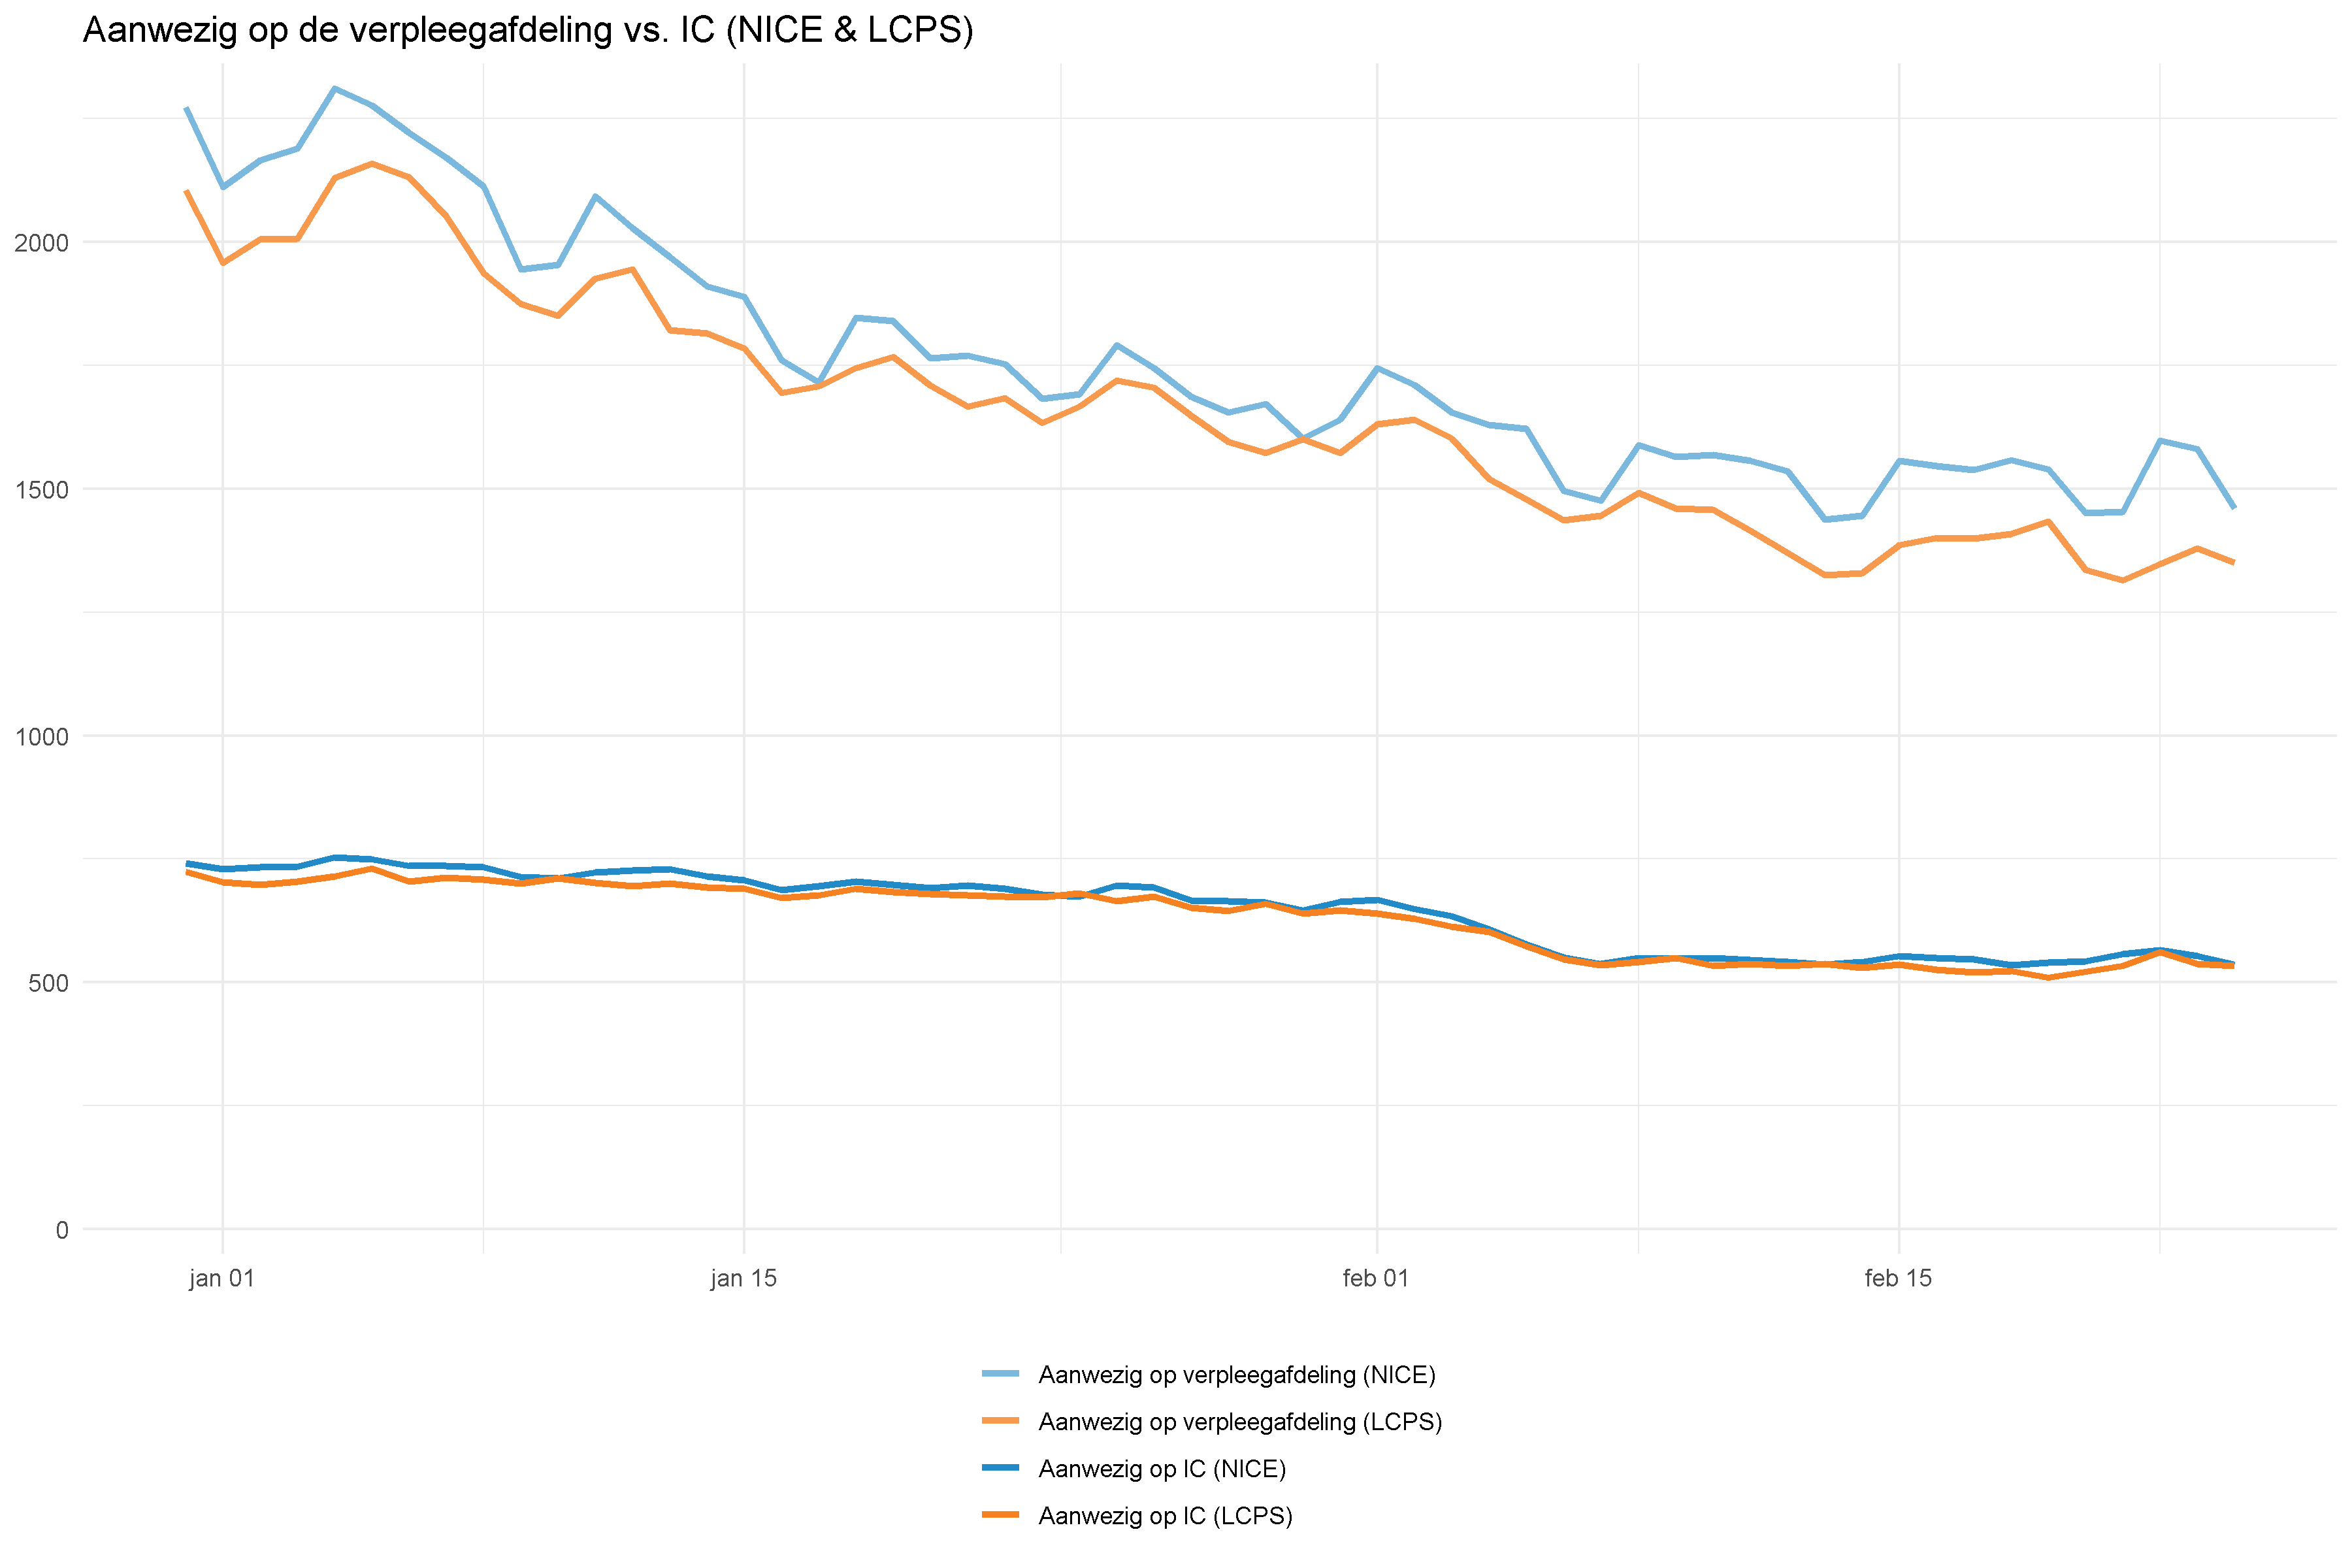 Aanwezig op de verpleegafdeling vs. IC (NICE & LCPS)
2000
1500
1000
500
0
jan 01
jan 15
feb 01
feb 15
Aanwezig op verpleegafdeling (NICE)
Aanwezig op verpleegafdeling (LCPS)
Aanwezig op IC (NICE)
Aanwezig op IC (LCPS)